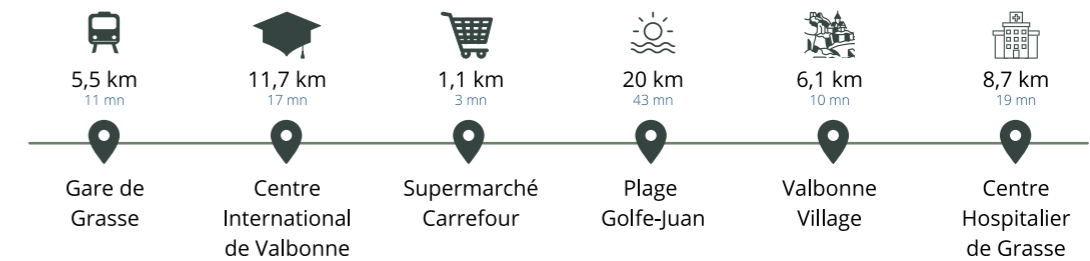 5,5 km
11 mn
Gare de
Grasse
11,7 km
17 mn
Centre
International
de Valbonne
1,1 km
3 mn
Supermarché
Carrefour
20 km
43 mn
Plage
Golfe-Juan
6,1 km
10 mn
Valbonne
Village
8,7 km
19 mn
Centre
Hospitalier
de Grasse